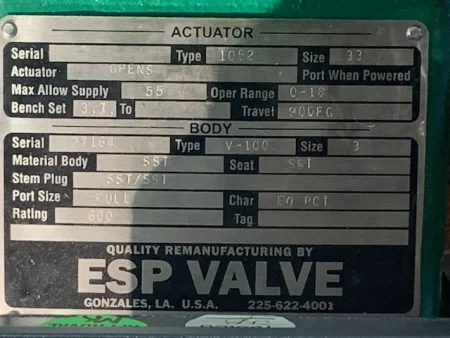 ACTUATOR
Serial Type 1052 Size 33
Actuator OPENS Port When Powered
Max Allow Supply 55 Oper Range 0-18
Bench Set 3.7 To Travel 90DEG
BODY
Serial 27164 Type V-100 Size 3
Material Body SST Seat SST
Stem Plug SST/SST
Port Size FULL Char EQ PCT
Rating 600 Tag
QUALITY REMANUFACTURING BY
ESP VALVE
GONZALES, LA. U.S.A. 225-622-4001